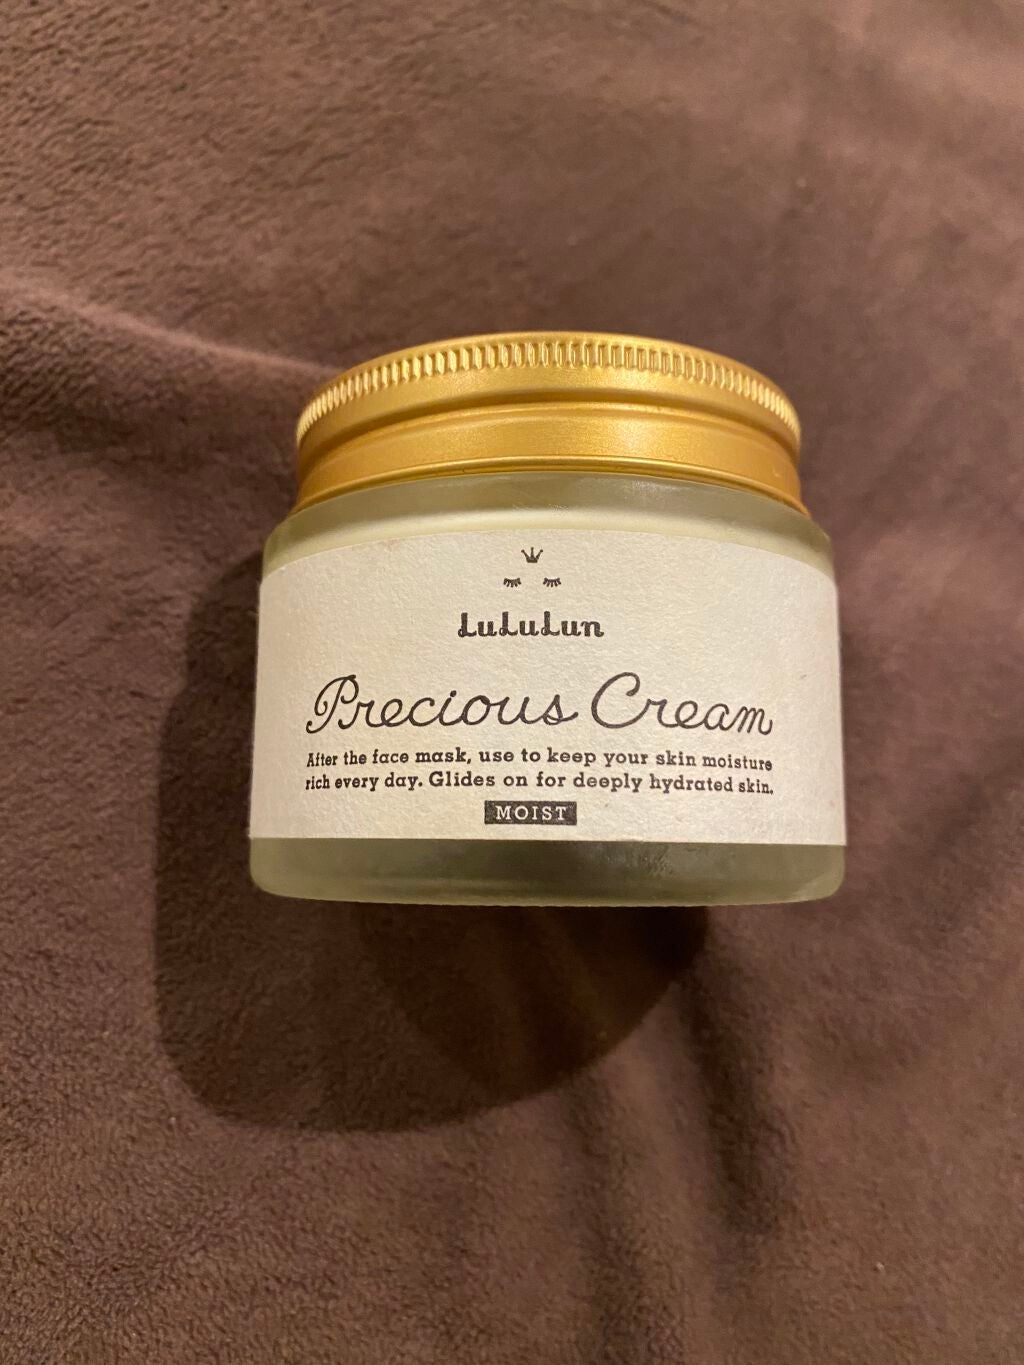 LuLuLun
Precious Cream
After the face mask, use to keep your skin moisture
rich every day. Glides on for deeply hydrated skin.
MOIST